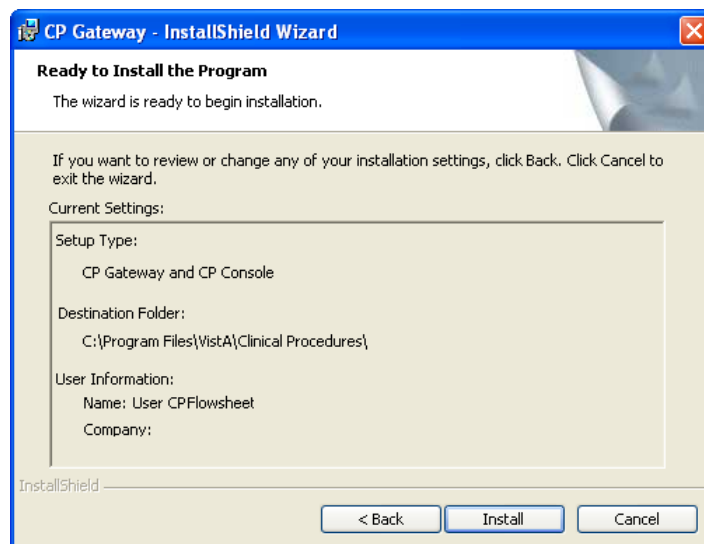 CP Gateway - InstallShield Wizard
Ready to Install the Program
The wizard is ready to begin installation.
If you want to review or change any of your installation settings, click Back. Click Cancel to
exit the wizard.
Current Settings:
Setup Type:
CP Gateway and CP Console
Destination Folder:
C:\Program Files\VistA\Clinical Procedures\
User Information:
Name: User CPFlowsheet
Company:
InstallShield
< Back
Install
Cancel